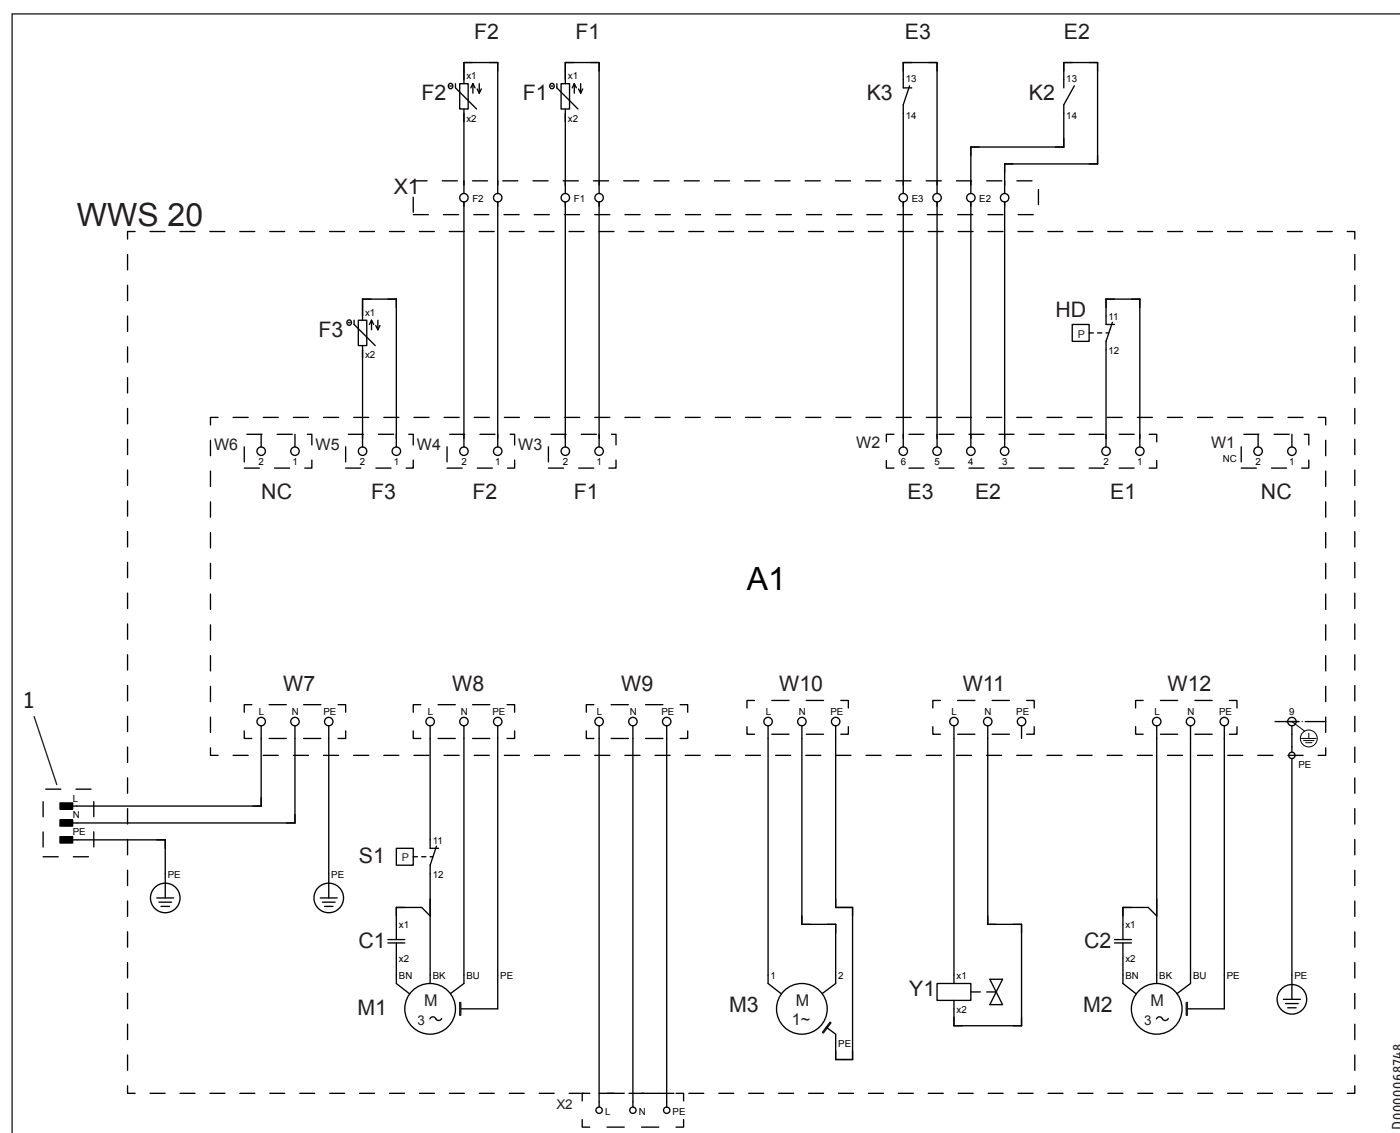 F2 F1 E3 E2
x1 x1 13 13
F2 F1 K3 K2
x2 x2 14 14
X1 F2 F1 E3 E2
WWS 20
x1 HD 11
F3 P
x2 12
W6 W5 W4 W3 W2 W1
NC
2 1 2 1 2 1 2 1 6 5 4 3 2 1 2 1
NC F3 F2 F1 E3 E2 E1 NC
A1
W7 W8 W9 W10 W11 W12
1
L N PE L N PE L N PE L N PE L N PE L N PE 9
PE
L
N
PE
11
S1 P
12
PE PE
x1 x1
C1 C2
x2 x2
BN BK BU PE 1 2 x1 BN BK BU PE PE
Y1
M1 M 3 ~ M3 M 1~ x2 M2 M 3 ~
PE
X2 L N PE
D0000068748